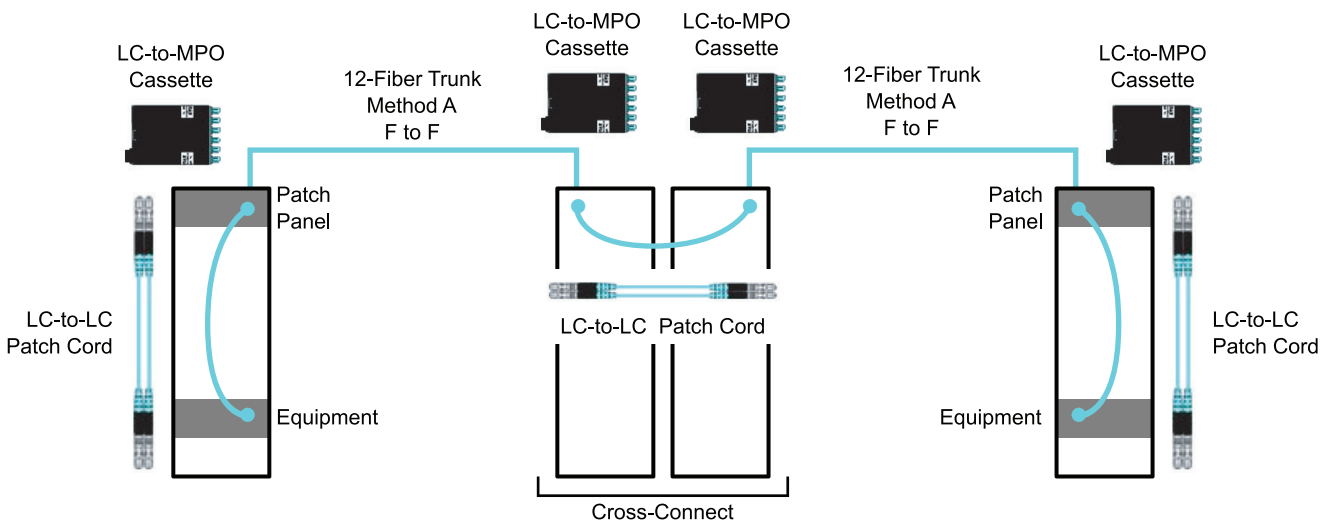 LC-to-MPO
Cassette
LC-to-MPO
Cassette
LC-to-MPO
Cassette
LC-to-MPO
Cassette
12-Fiber Trunk
Method A
F to F
12-Fiber Trunk
Method A
F to F
Patch
Panel
Patch
Panel
LC-to-LC
Patch Cord
LC-to-LC Patch Cord
LC-to-LC
Patch Cord
Equipment
Equipment
Cross-Connect